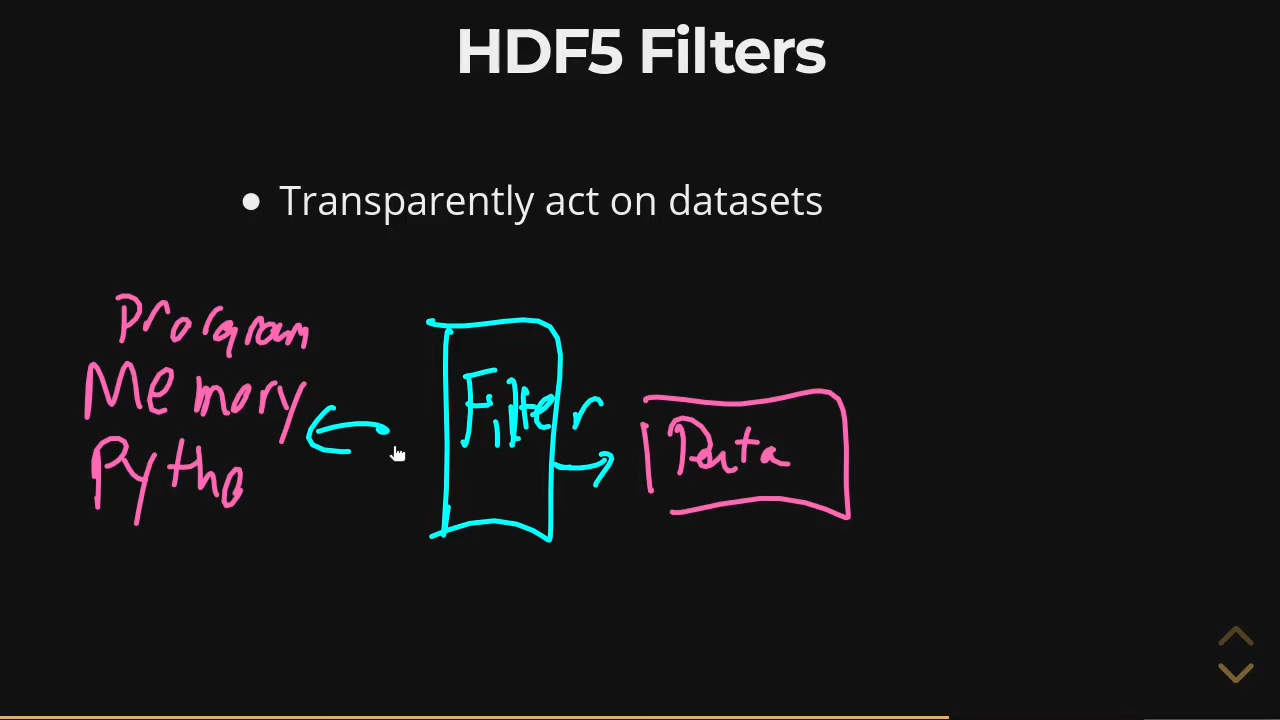 HDF5 Filters
• Transparently act on datasets
Program
Memory
Pytho
Filter
Data